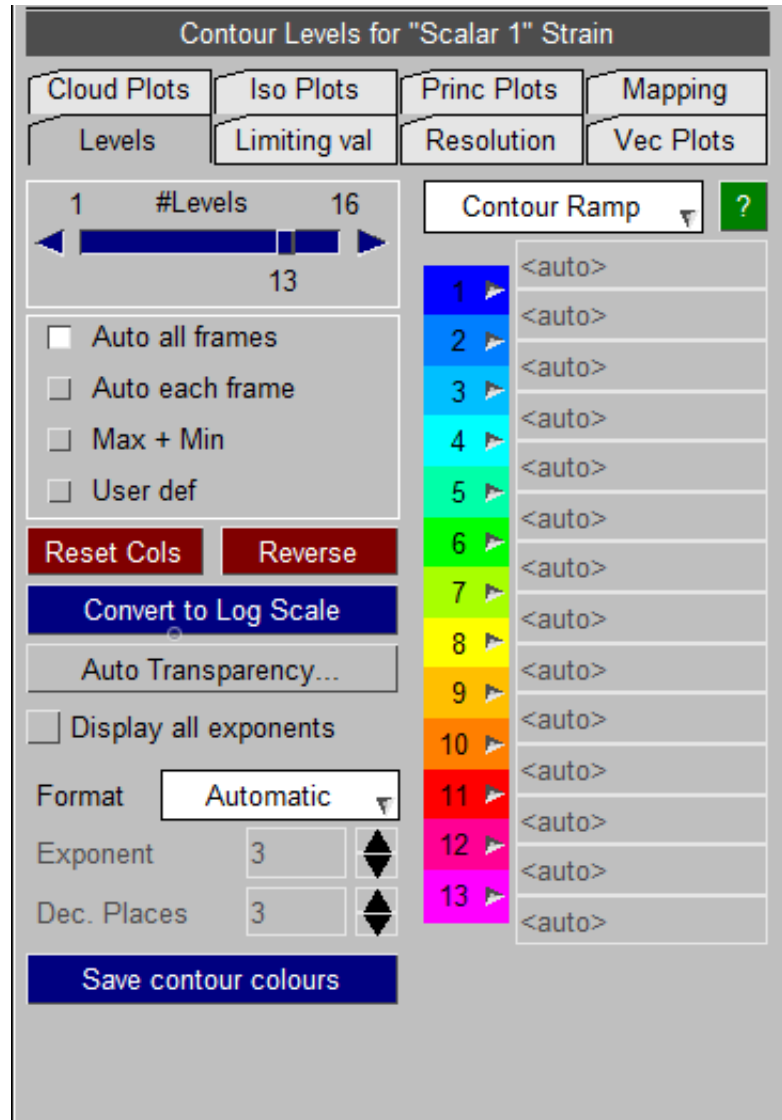 Contour Levels for "Scalar 1" Strain
Cloud Plots Iso Plots Princ Plots Mapping
Levels Limiting val Resolution Vec Plots
1 #Levels 16
13
Auto all frames
Auto each frame
Max + Min
User def
Reset Cols Reverse
Convert to Log Scale
Auto Transparency...
Display all exponents
Format Automatic
Exponent 3
Dec. Places 3
Save contour colours
Contour Ramp ?
<auto>
1
<auto>
2
<auto>
3
<auto>
4
<auto>
5
<auto>
6
<auto>
7
<auto>
8
<auto>
9
<auto>
10
<auto>
11
<auto>
12
<auto>
13
<auto>